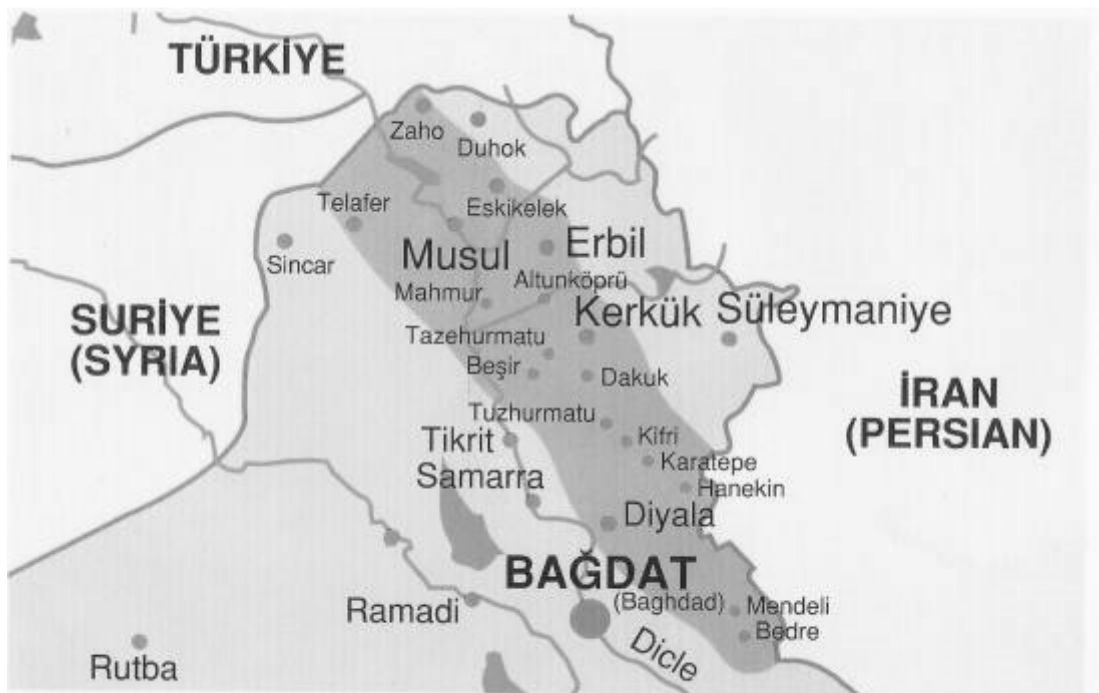 TÜRKİYE
Zaho
Duhok
Telafer
Eskikelek
Sincar
Musul
Erbil
Mahmur
Altunköprü
SURİYE
(SYRIA)
Kerkük
Süleymaniye
Tazehurmatu
Beşir
Dakuk
İRAN
(PERSIAN)
Tuzhurmatu
Tikrit
Kifri
Karatepe
Samarra
Hanekin
Diyala
BAĞDAT
(Baghdad)
Ramadi
Mendeli
Bedre
Dicle
Rutba